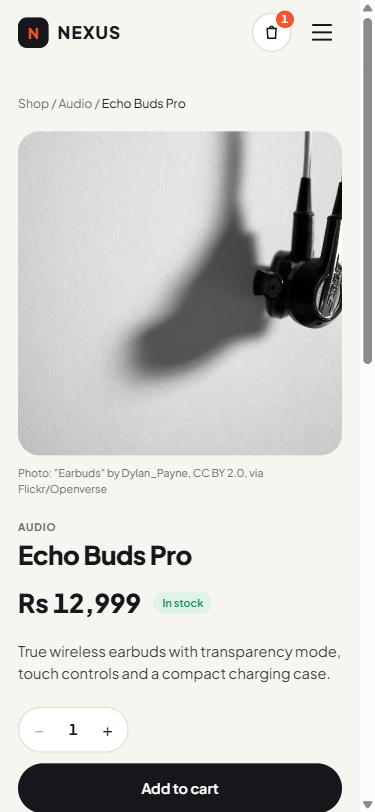 N NEXUS 1
Shop / Audio / Echo Buds Pro
Photo: "Earbuds" by Dylan_Payne, CC BY 2.0, via
Flickr/Openverse
AUDIO
Echo Buds Pro
Rs 12,999 In stock
True wireless earbuds with transparency mode,
touch controls and a compact charging case.
− 1 +
Add to cart